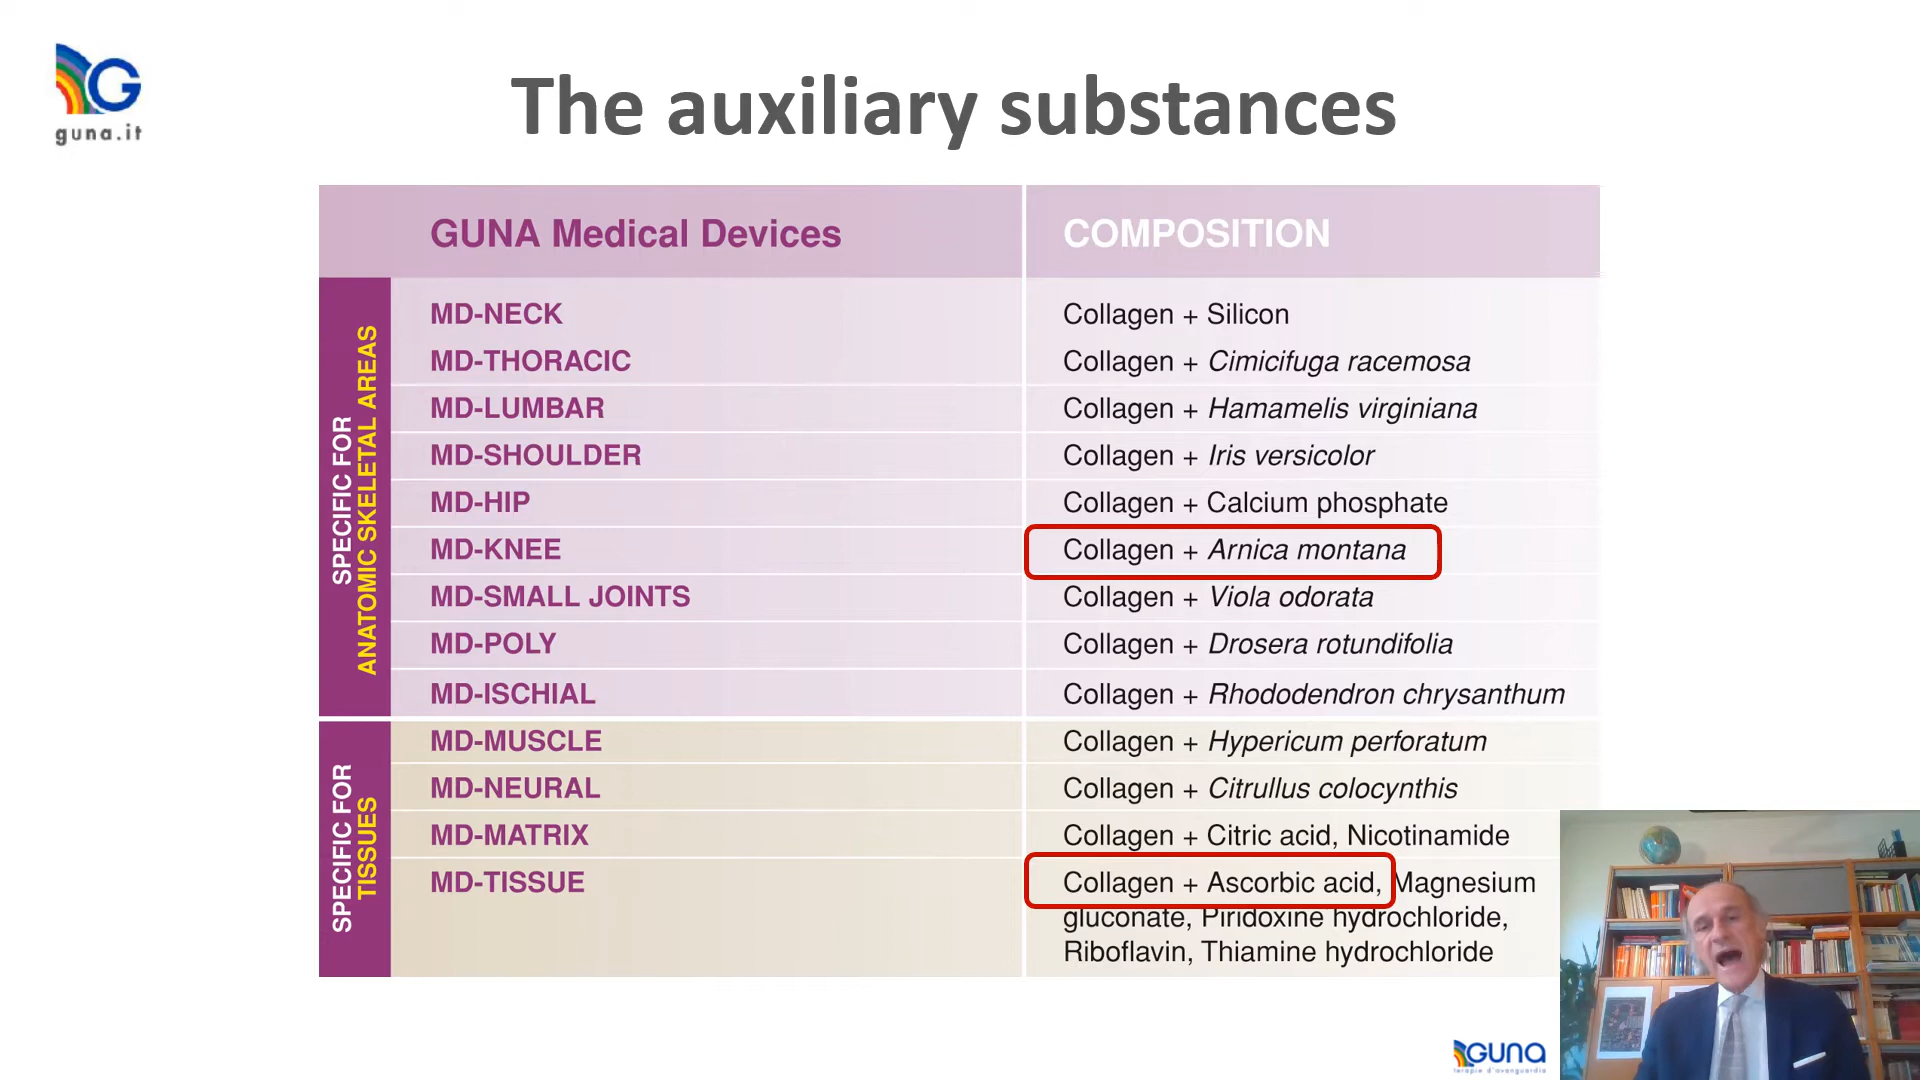 G
guna.it
The auxiliary substances
GUNA Medical Devices
COMPOSITION
SPECIFIC FOR
ANATOMIC SKELETAL AREAS
MD-NECK
Collagen + Silicon
MD-THORACIC
Collagen + Cimicifuga racemosa
MD-LUMBAR
Collagen + Hamamelis virginiana
MD-SHOULDER
Collagen + Iris versicolor
MD-HIP
Collagen + Calcium phosphate
MD-KNEE
Collagen + Arnica montana
MD-SMALL JOINTS
Collagen + Viola odorata
MD-POLY
Collagen + Drosera rotundifolia
MD-ISCHIAL
Collagen + Rhododendron chrysanthum
SPECIFIC FOR
TISSUES
MD-MUSCLE
Collagen + Hypericum perforatum
MD-NEURAL
Collagen + Citrullus colocynthis
MD-MATRIX
Collagen + Citric acid, Nicotinamide
MD-TISSUE
Collagen + Ascorbic acid, Magnesium
gluconate, Piridoxine hydrochloride,
Riboflavin, Thiamine hydrochloride
GUNA
terapie d'avanguardia